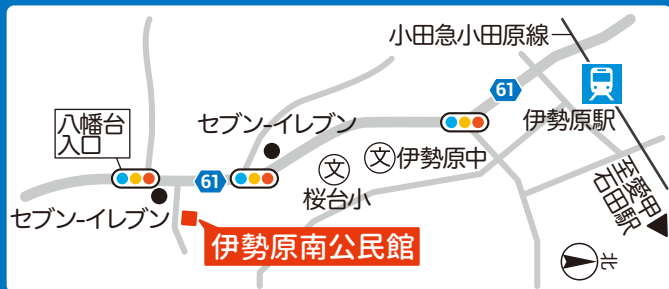 小田急小田原線
61
伊勢原駅
八幡台
入口
セブン-イレブン
文
伊勢原中
文
桜台小
61
セブン-イレブン
伊勢原南公民館
至愛甲
石田駅
北